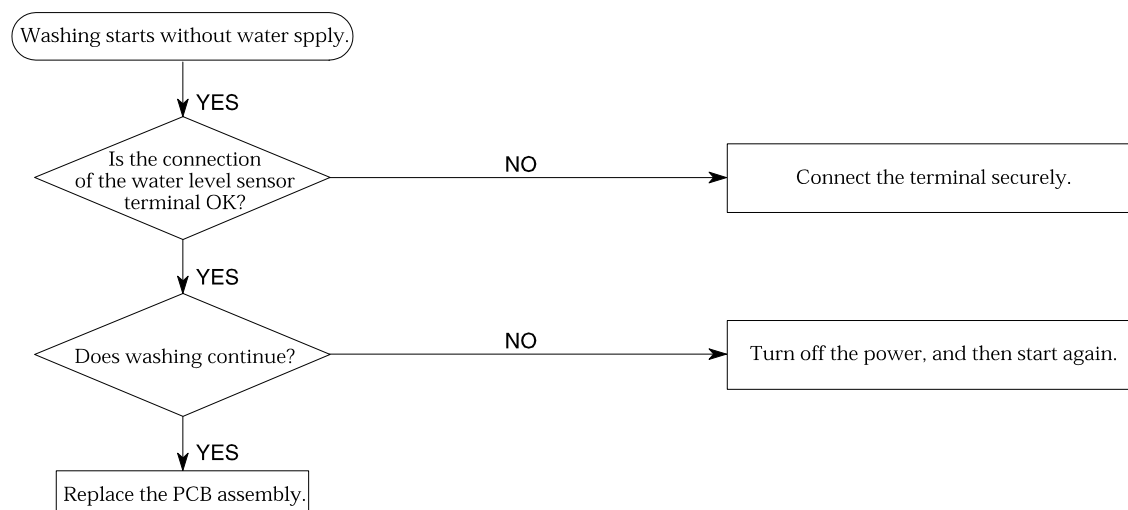 Washing starts without water spply.
YES
Is the connection
of the water level sensor
terminal OK?
NO
Connect the terminal securely.
YES
Does washing continue?
NO
Turn off the power, and then start again.
YES
Replace the PCB assembly.